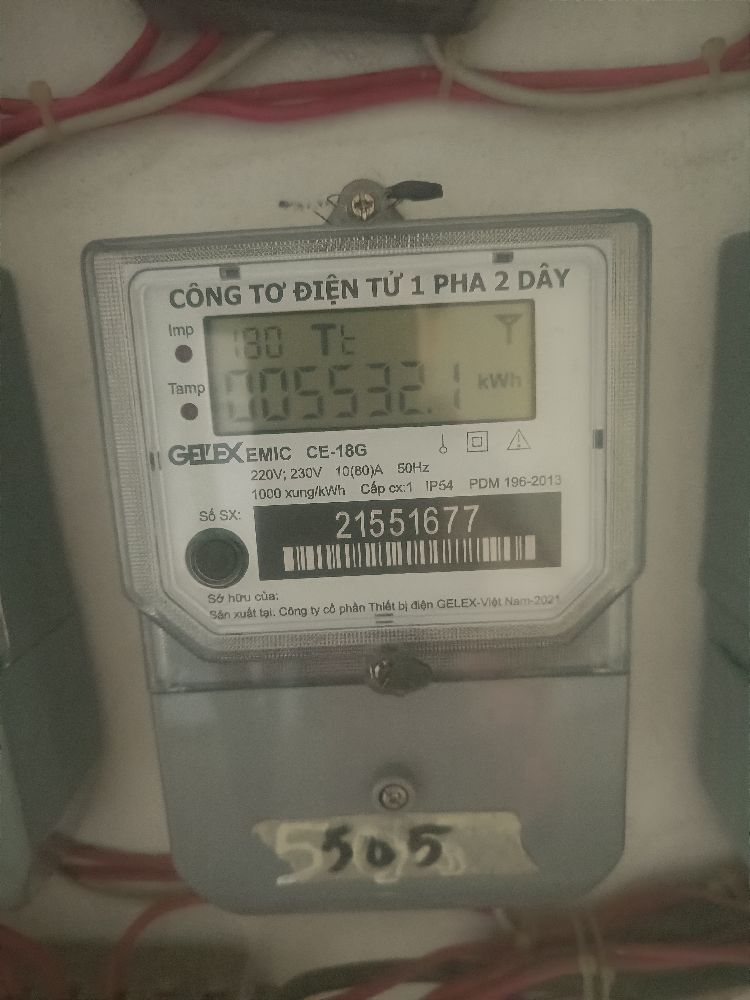 CÔNG TƠ ĐIỆN TỬ 1 PHA 2 DÂY
Imp
180 Tt
Tamp
005532.1 kWh
GELEX EMIC CE-18G
220V; 230V 10(80)A 50Hz
1000 xung/kWh Cấp cx:1 IP54 PDM 196-2013
Số SX:
21551677
Sở hữu của:
Sản xuất tại: Công ty cổ phần Thiết bị điện GELEX-Việt Nam-2021
505